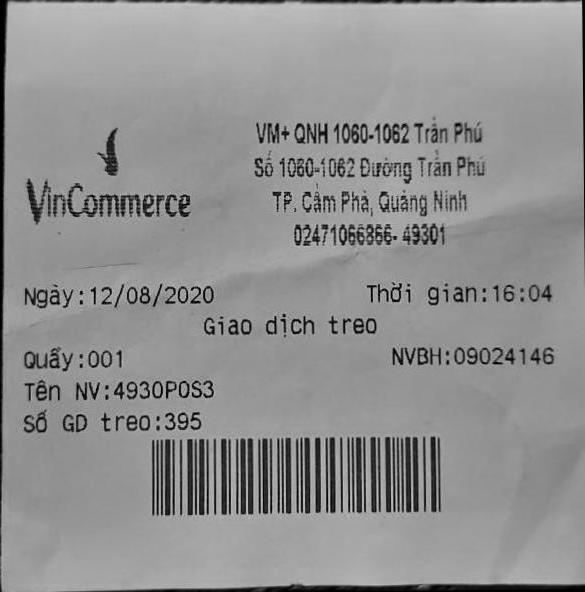 VinCommerce
VM+ QNH 1060-1062 Trần Phú
Số 1060-1062 Đường Trần Phú
TP. Cẩm Phả, Quảng Ninh
02471066866- 49301
Ngày:12/08/2020 Thời gian:16:04
Giao dịch treo
Quầy:001 NVBH:09024146
Tên NV:4930POS3
Số GD treo:395